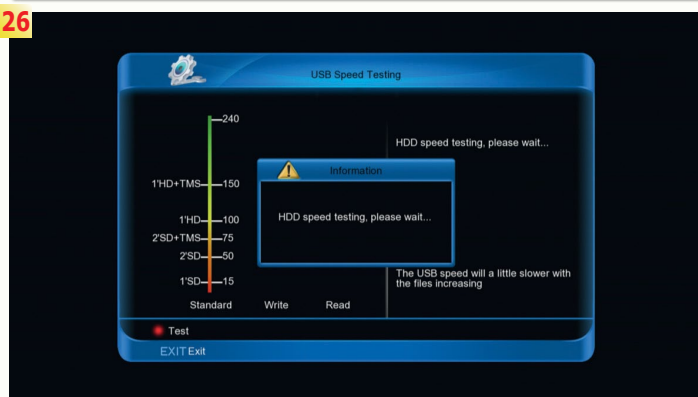 26
USB Speed Testing
240
HDD speed testing, please wait...
Information
1'HD+TMS 150
HDD speed testing, please wait...
1'HD 100
2'SD+TMS 75
2'SD 50
The USB speed will a little slower with
the files increasing
1'SD 15
Standard Write Read
Test
EXIT Exit